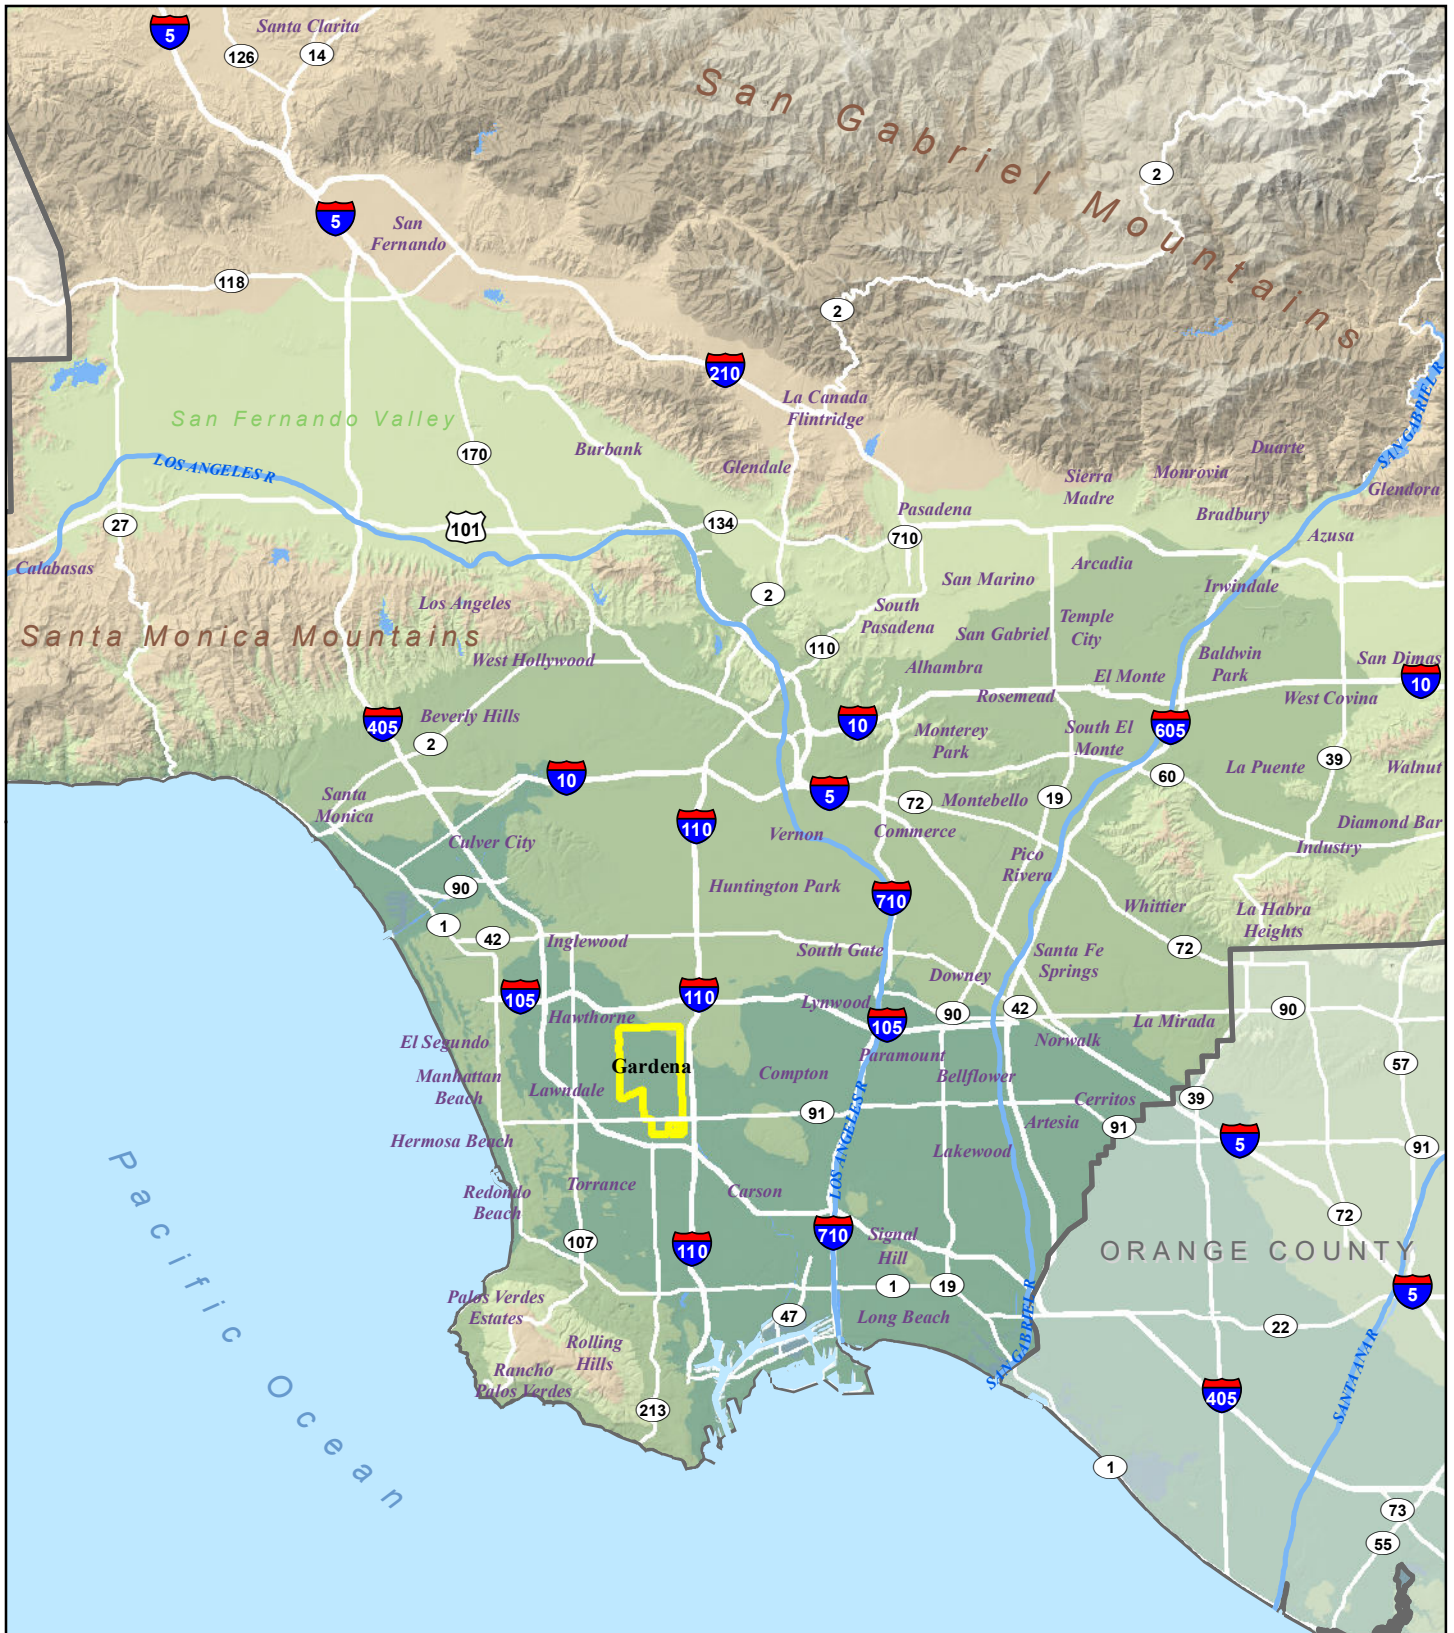 5
Santa Clarita
126
14
San Gabriel Mountains
2
5
San
Fernando
118
2
210
La Canada
Flintridge
San Fernando Valley
170
Burbank
Glendale
LOS ANGELES R
SAN GABRIEL R
Duarte
Monrovia
Sierra
Madre
Glendora
Bradbury
Pasadena
27
101
134
710
Azusa
Calabasas
Arcadia
San Marino
Irwindale
Los Angeles
2
South
Pasadena
Temple
City
San Gabriel
Santa Monica Mountains
110
West Hollywood
Alhambra
Baldwin
Park
San Dimas
El Monte
10
Rosemead
West Covina
405
Beverly Hills
2
10
Monterey
Park
South El
Monte
605
39
La Puente
Walnut
60
10
5
72
Montebello
19
Santa
Monica
110
Vernon
Commerce
Diamond Bar
Industry
Culver City
Pico
Rivera
90
Huntington Park
710
Whittier
La Habra
Heights
1
42
Inglewood
South Gate
72
Santa Fe
Springs
Downey
105
110
Lynwood
90
42
90
Hawthorne
105
La Mirada
El Segundo
Norwalk
Paramount
57
Gardena
Manhattan
Beach
Lawndale
Compton
Bellflower
39
Cerritos
91
Artesia
91
5
91
Hermosa Beach
Lakewood
LOS ANGELES R
Redondo
Beach
Torrance
Carson
72
Pacific Ocean
107
110
710
Signal
Hill
ORANGE COUNTY
1
19
5
Palos Verdes
Estates
47
Long Beach
22
SAN GABRIEL R
Rolling
Hills
Rancho
Palos Verdes
SANTA ANA R
405
213
1
73
55